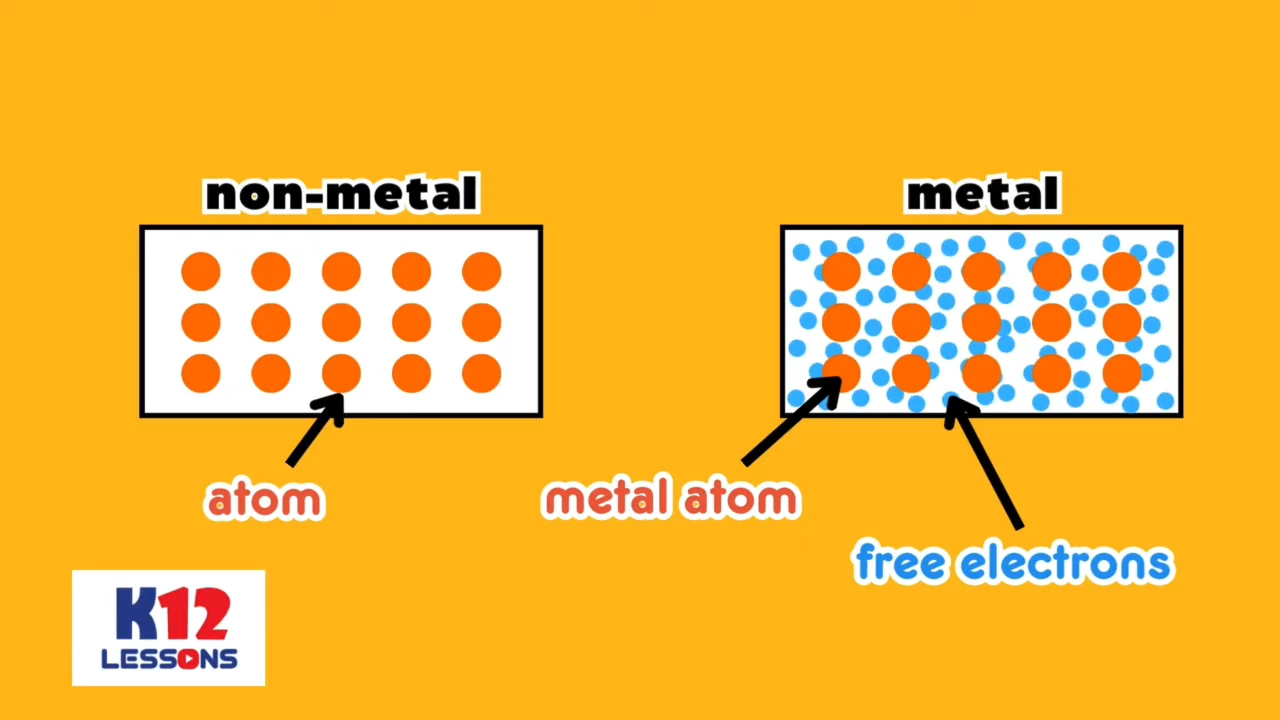 non-metal
metal
atom
metal atom
free electrons
K12
LESSONS